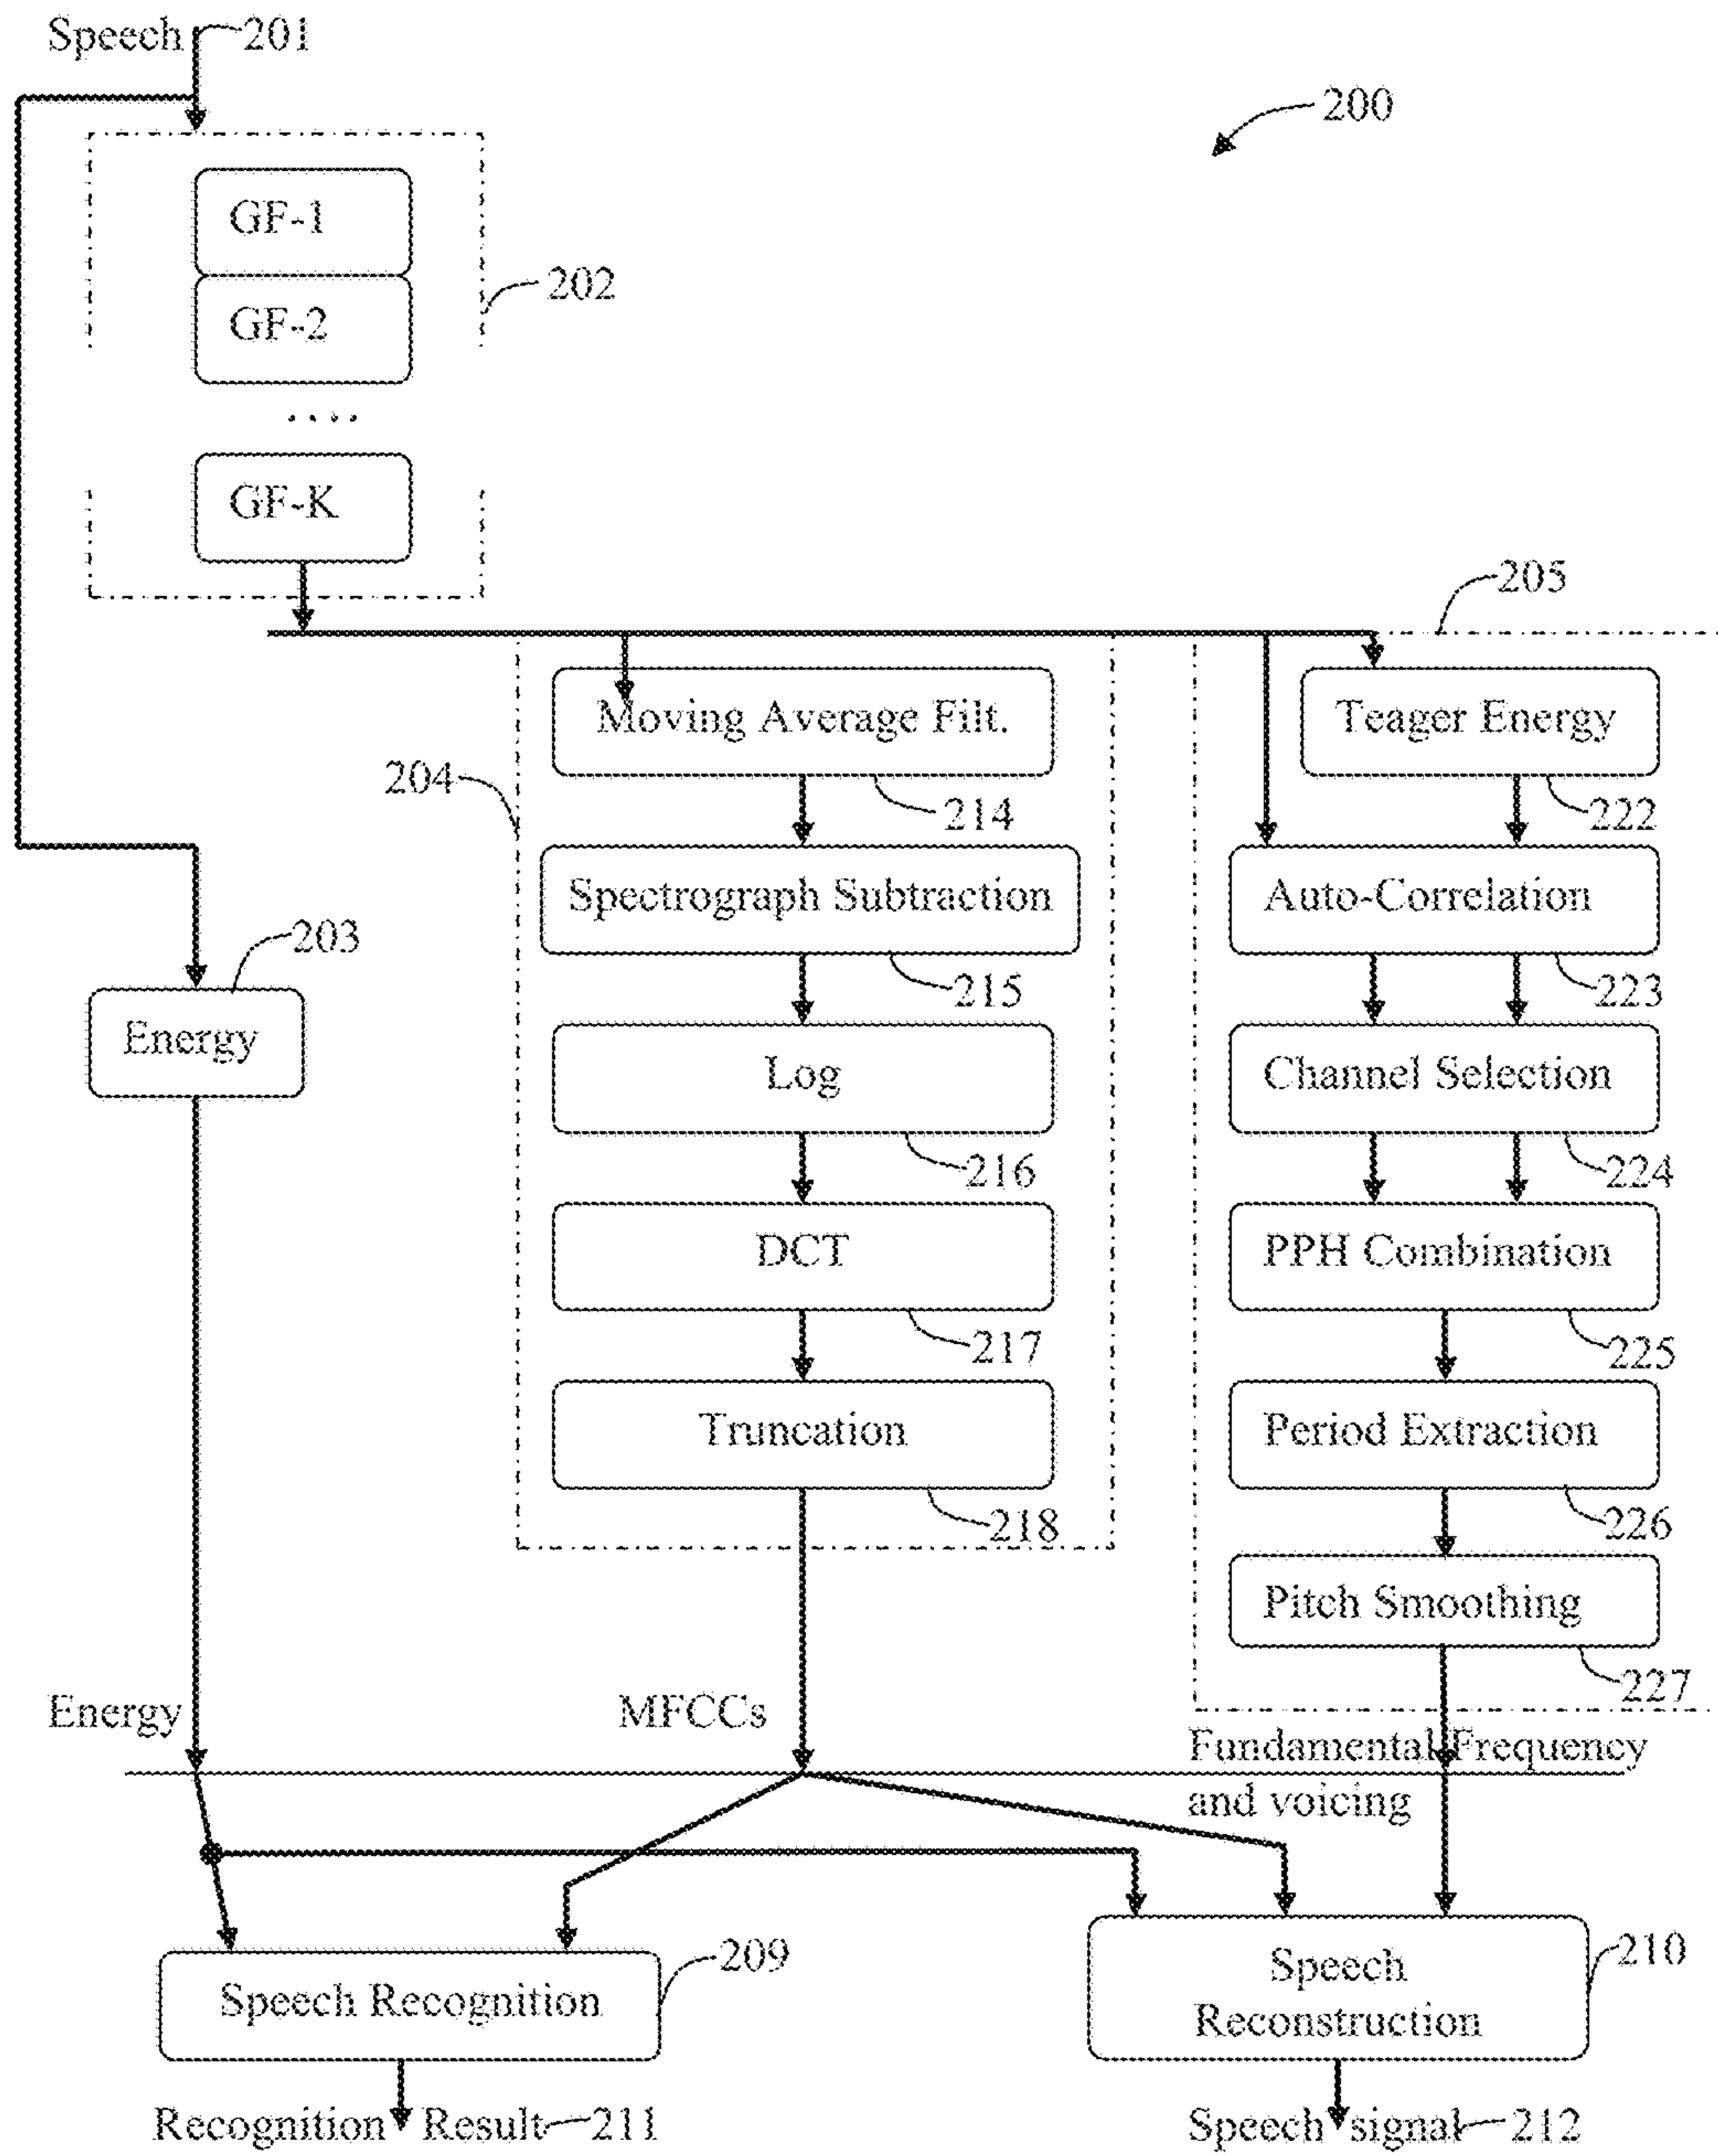 Speech 201
200
GF-1
GF-2
202
....
GF-K
205
Moving Average Filt.
Teager Energy
204
214
222
Spectrograph Subtraction
Auto-Correlation
203
215
223
Energy
Log
Channel Selection
216
224
DCT
PPH Combination
217
225
Truncation
Period Extraction
218
226
Pitch Smoothing
227
Energy
MFCCs
Fundamental Frequency
and voicing
209
210
Speech Recognition
Speech
Reconstruction
Recognition Result 211
Speech signal 212